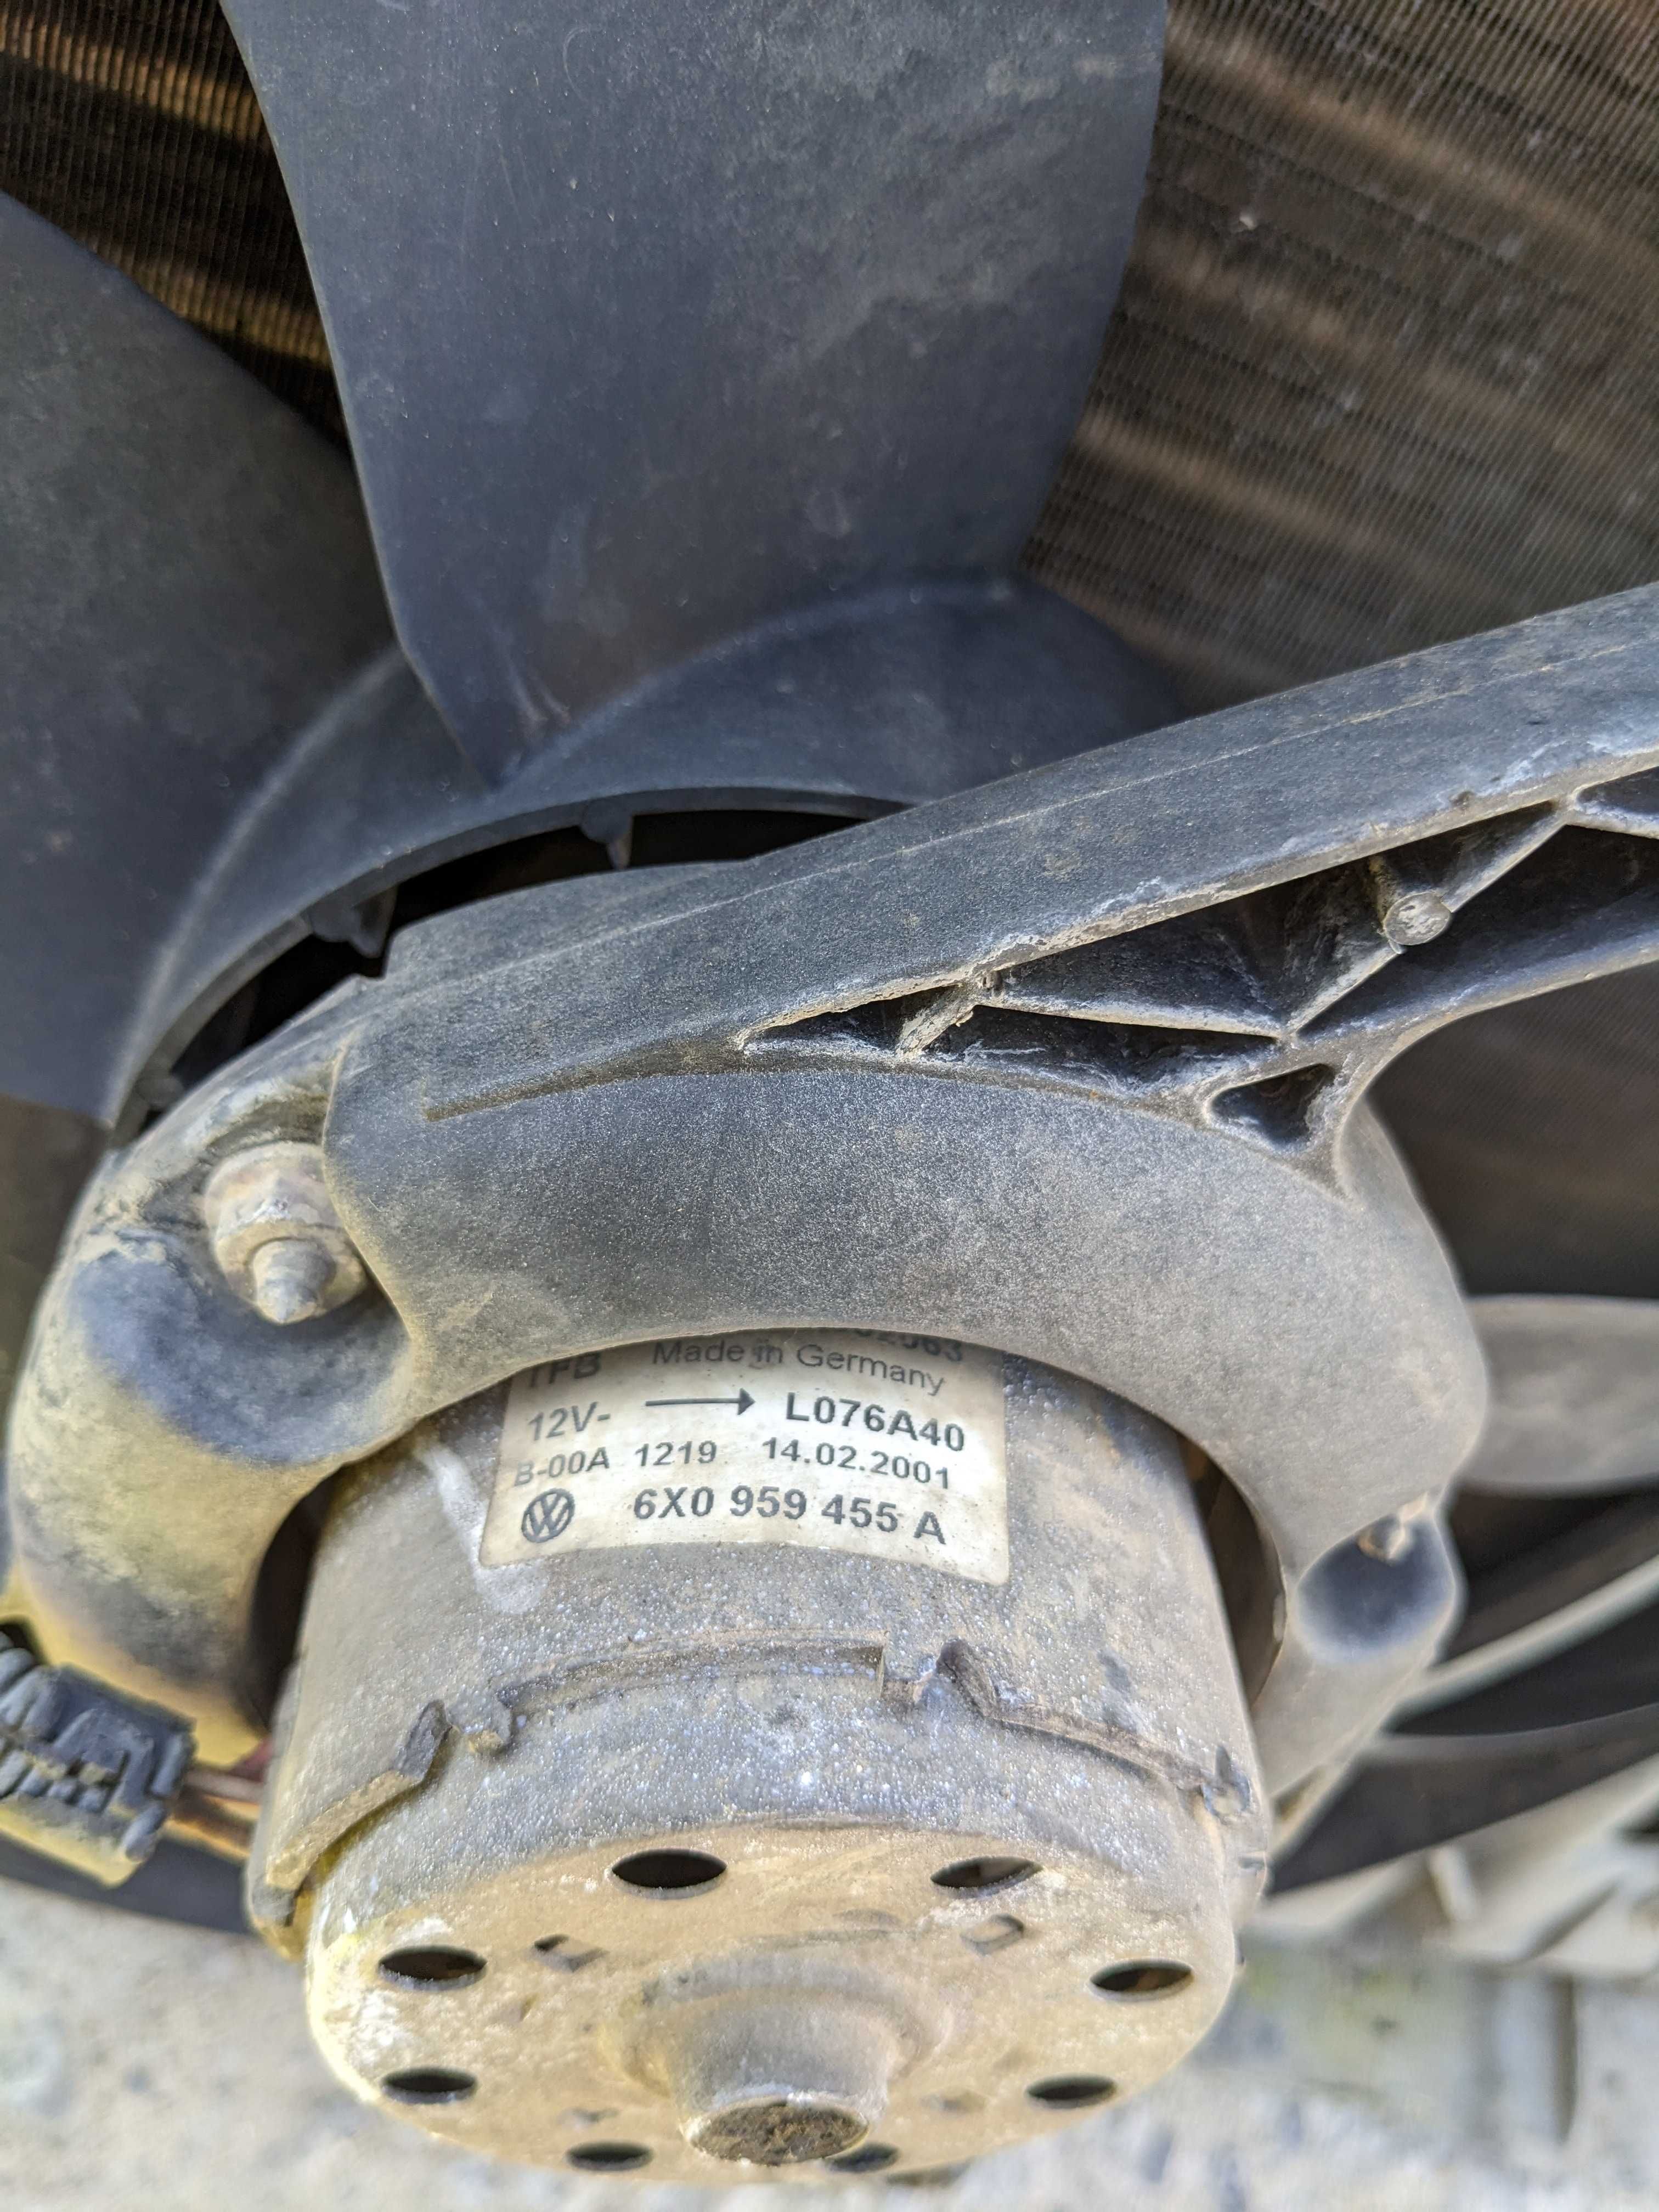 Made in Germany
12V- L076A40
B-00A 1219 14.02.2001
6X0 959 455 A